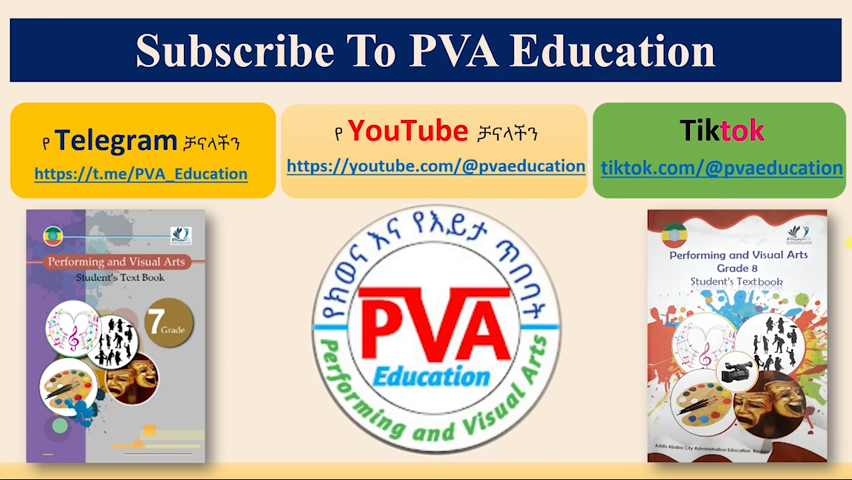 Subscribe To PVA Education
የ Telegram ቻናላችን
https://t.me/PVA_Education
የ YouTube ቻናላችን
https://youtube.com/@pvaeducation
Tiktok
tiktok.com/@pvaeducation
Performing and Visual Arts
Student's Text Book
7
Grade
የክወና እና የእይታ ጥበባት
PVA
Education
Performing and Visual Arts
Performing and Visual Arts
Grade 8
Student's Textbook